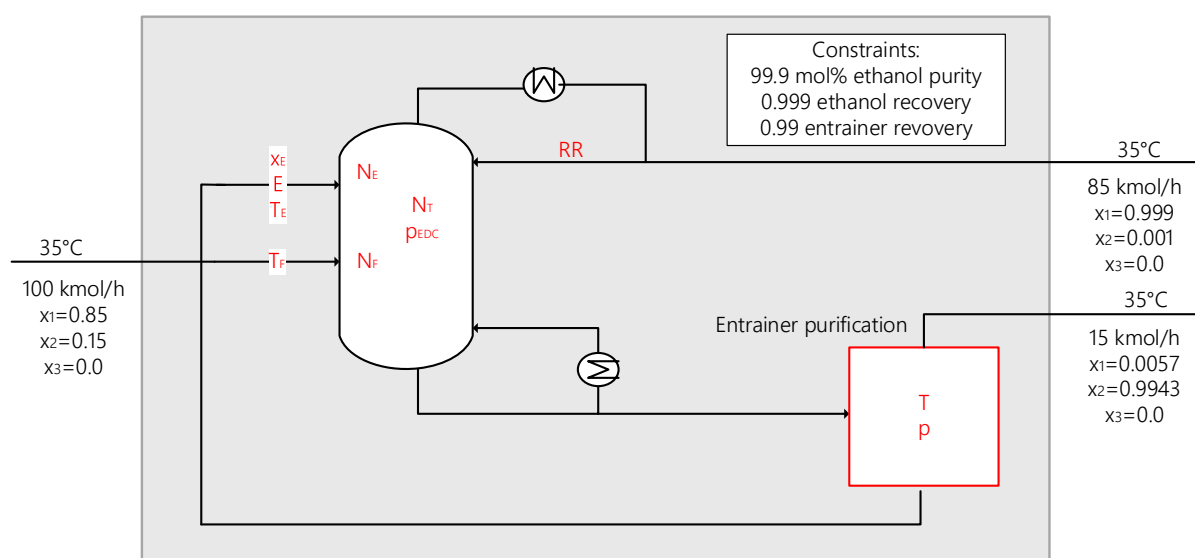 Constraints:
99.9 mol% ethanol purity
0.999 ethanol recovery
0.99 entrainer revovery
RR
35°C
85 kmol/h
x1=0.999
x2=0.001
x3=0.0
xE
E
TE
NE
NT
pEDC
35°C
TF
NF
100 kmol/h
x1=0.85
x2=0.15
x3=0.0
35°C
Entrainer purification
15 kmol/h
x1=0.0057
x2=0.9943
x3=0.0
T
p